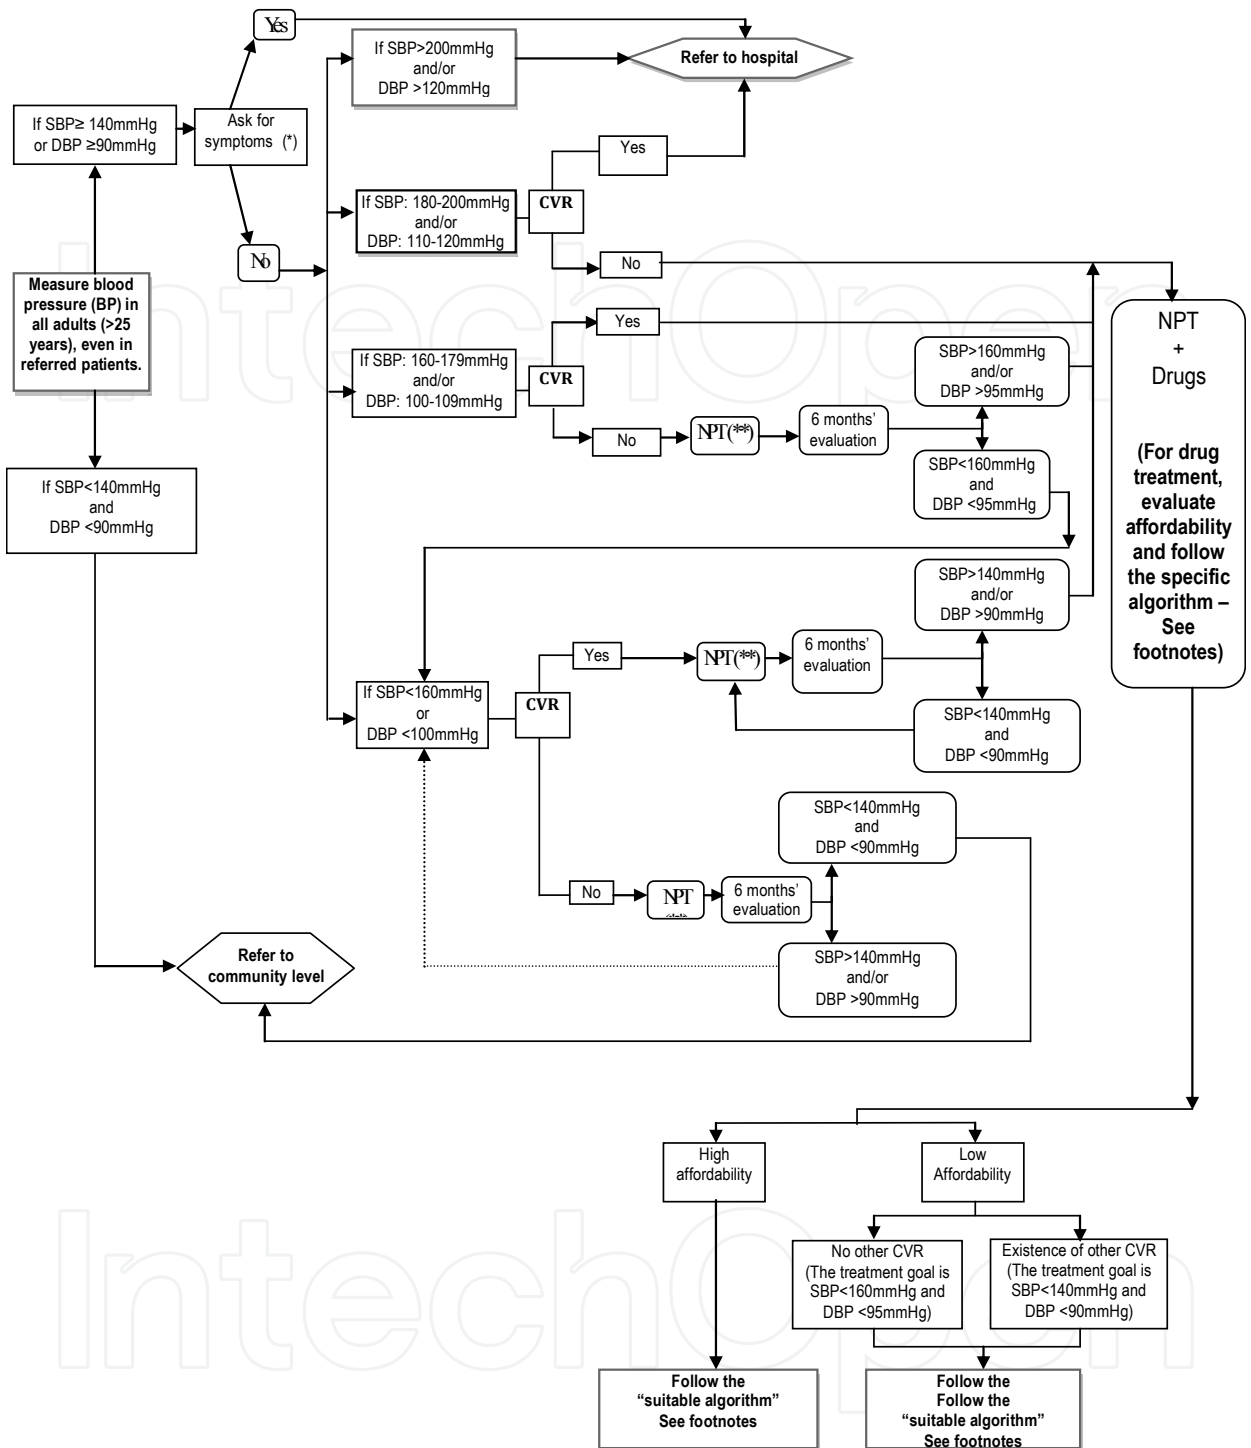 Yes
If SBP>200mmHg
and/or
DBP >120mmHg
Refer to hospital
If SBP≥ 140mmHg
or DBP ≥90mmHg
Ask for
symptoms (*)
Yes
If SBP: 180-200mmHg
and/or
DBP: 110-120mmHg
CVR
No
No
Measure blood
pressure (BP) in
all adults (>25
years), even in
referred patients.
IntechOpen
If SBP: 160-179mmHg
and/or
DBP: 100-109mmHg
CVR
Yes
No
NPT(**)
6 months'
evaluation
SBP>160mmHg
and/or
DBP >95mmHg
SBP<160mmHg
and
DBP <95mmHg
NPT
+
Drugs
(For drug
treatment,
evaluate
affordability
and follow
the specific
algorithm –
See
footnotes)
If SBP<140mmHg
and
DBP <90mmHg
If SBP<160mmHg
or
DBP <100mmHg
CVR
Yes
NPT(**)
6 months'
evaluation
SBP>140mmHg
and/or
DBP >90mmHg
SBP<140mmHg
and
DBP <90mmHg
No
NPT
6 months'
evaluation
SBP<140mmHg
and
DBP <90mmHg
SBP>140mmHg
and/or
DBP >90mmHg
Refer to
community level
High
affordability
Low
Affordability
No other CVR
(The treatment goal is
SBP<160mmHg and
DBP <95mmHg)
Existence of other CVR
(The treatment goal is
SBP<140mmHg and
DBP <90mmHg)
IntechOpen
Follow the
“suitable algorithm”
See footnotes
Follow the
Follow the
“suitable algorithm”
See footnotes